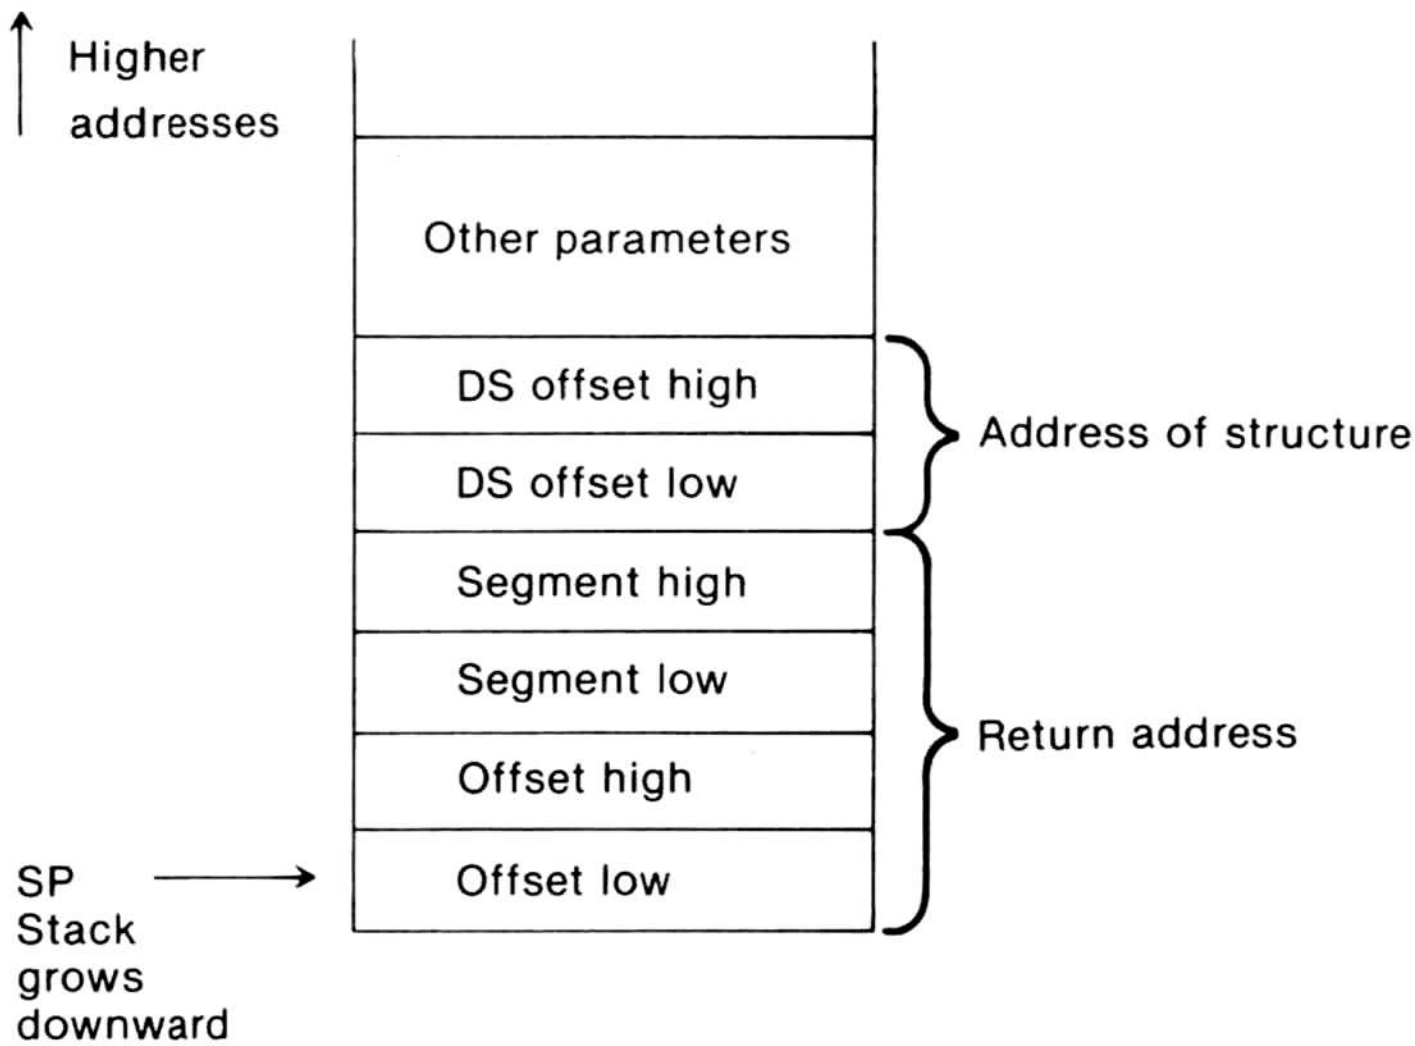 Higher
addresses
Other parameters
DS offset high
DS offset low
Address of structure
Segment high
Segment low
Offset high
Return address
Offset low
SP
Stack
grows
downward